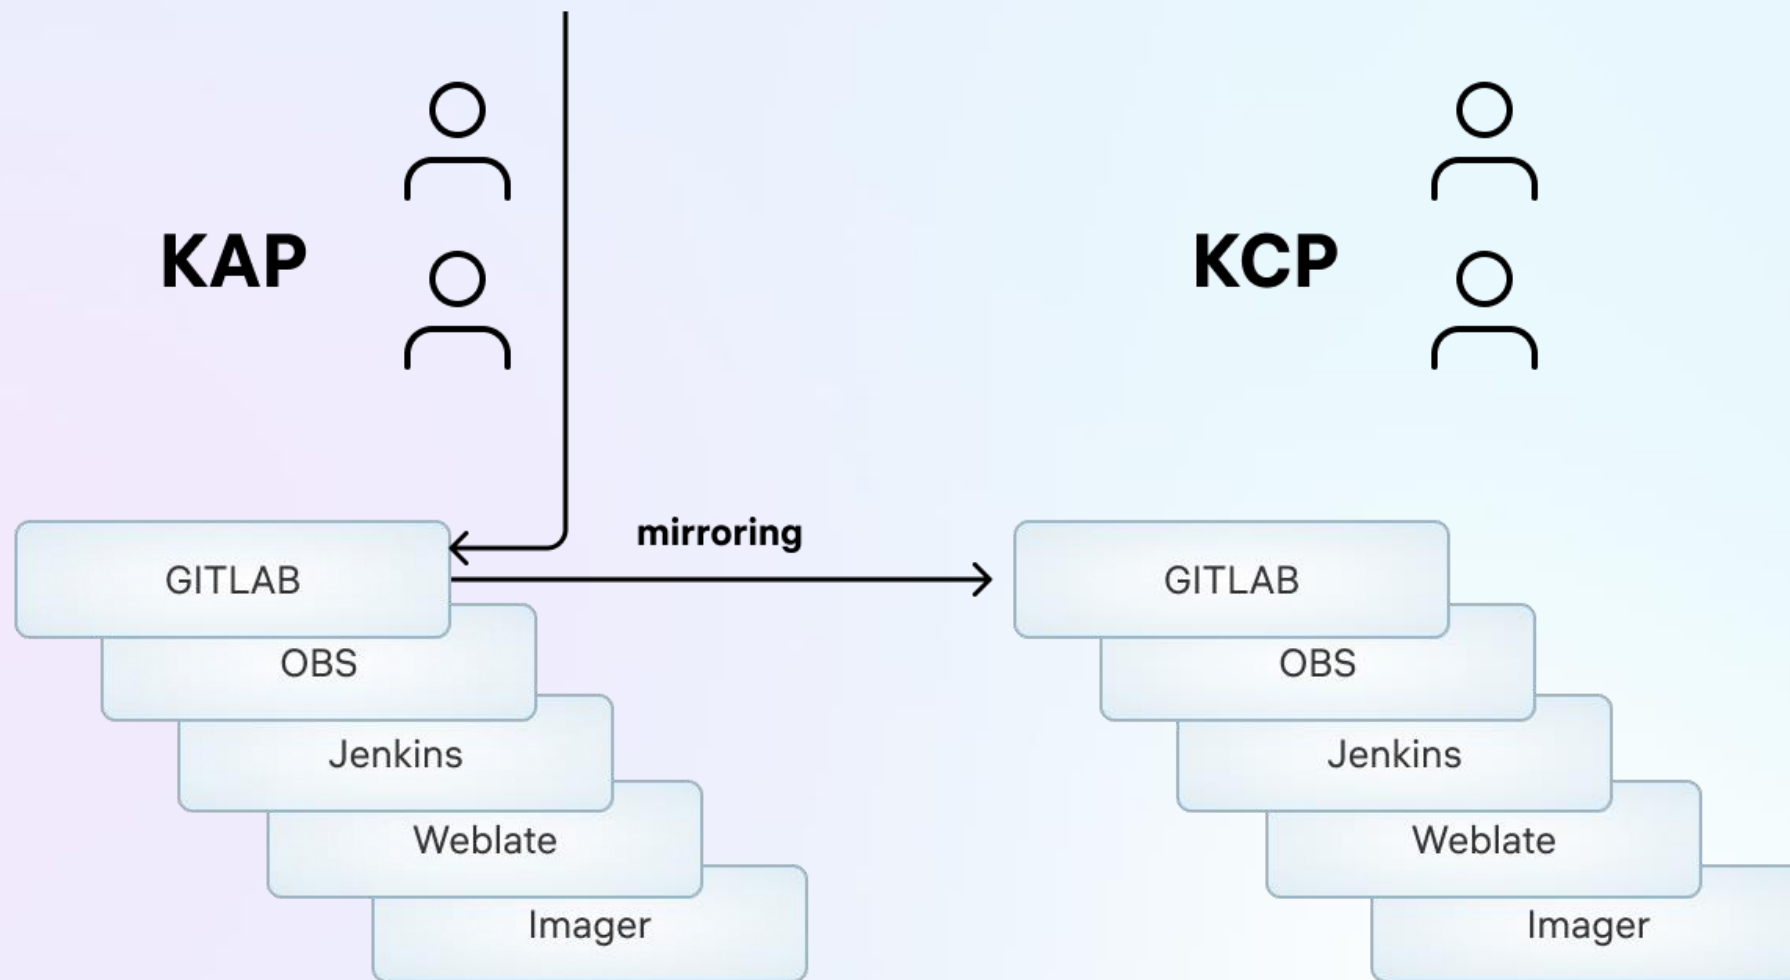 KAP
KCP
mirroring
GITLAB
OBS
Jenkins
Weblate
Imager
GITLAB
OBS
Jenkins
Weblate
Imager